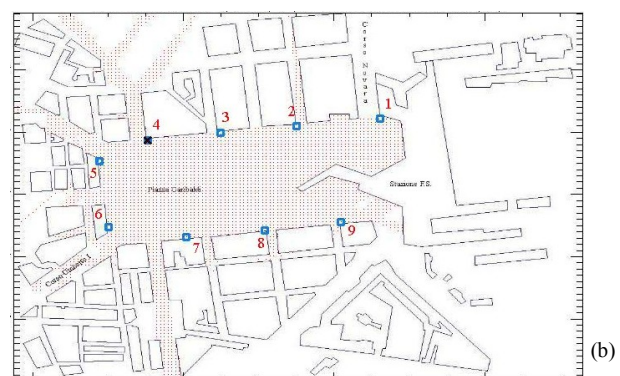 Corso Novara
1
2
3
4
5
Piazza Garibaldi
Stazione F.S.
6
7
8
9
Corso Umberto I
(b)